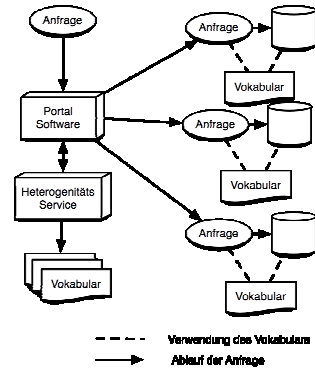 Anfrage
Portal
Software
Heterogenitäts
Service
Vokabular
Anfrage
Vokabular
Anfrage
Vokabular
Anfrage
Vokabular
Verwendung des Vokabulars
Ablauf der Anfrage